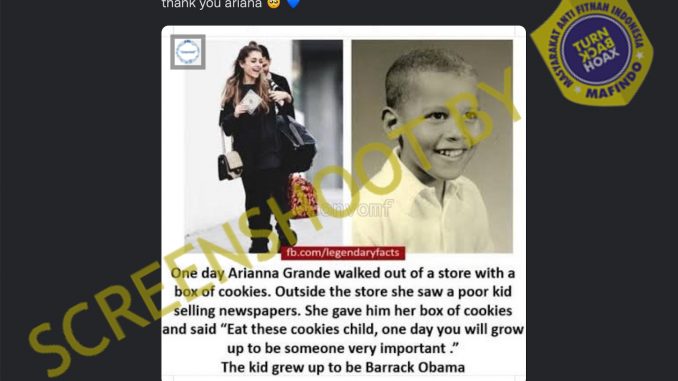 thank you ariana 🥺 💙
MASYARAKAT ANTI FITNAH INDONESIA
TURN
BACK
HOAX
MAFINDO
SCREENSHOOT BY
fb.com/legendaryfacts
One day Arianna Grande walked out of a store with a
box of cookies. Outside the store she saw a poor kid
selling newspapers. She gave him her box of cookies
and said “Eat these cookies child, one day you will grow
up to be someone very important .”
The kid grew up to be Barrack Obama